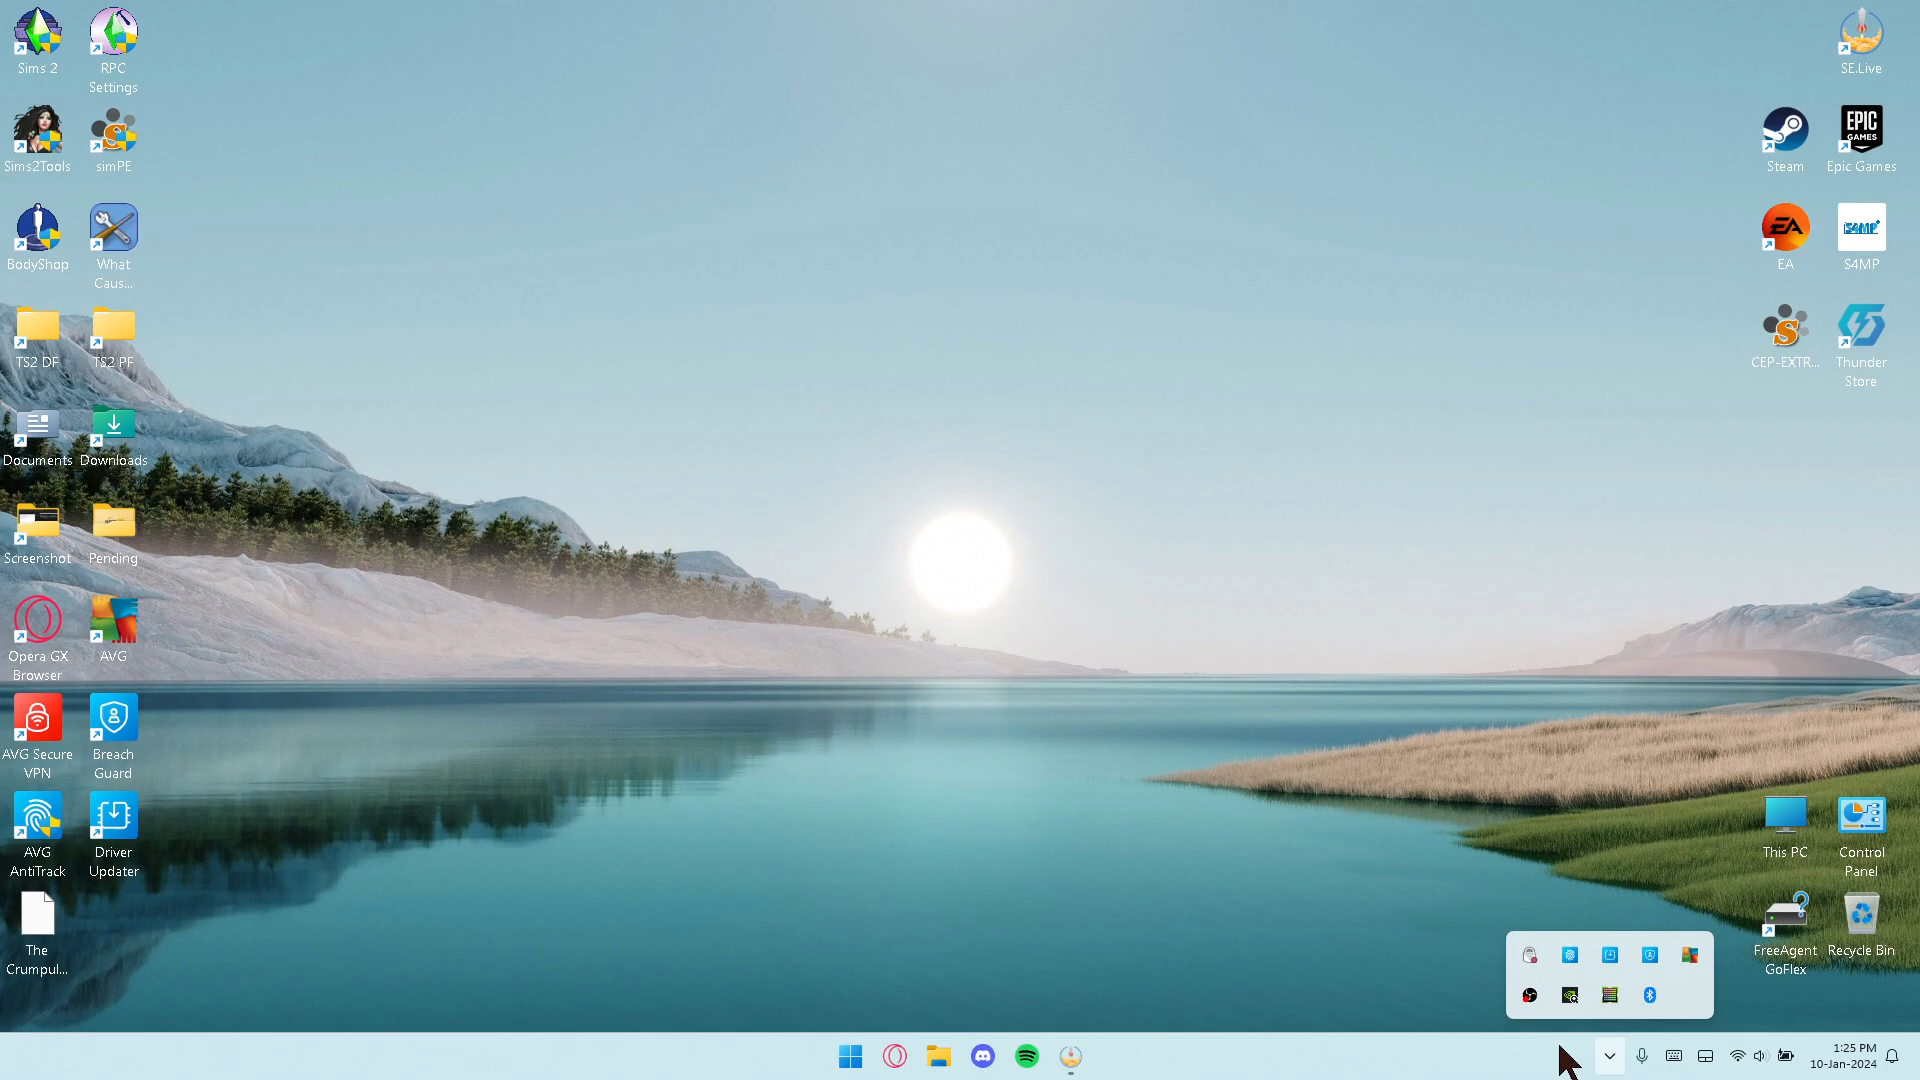 Sims 2
RPC
Settings
Sims2Tools
simPE
BodyShop
What
Caus...
TS2 DF
TS2 PF
Documents
Downloads
Screenshot
Pending
Opera GX
Browser
AVG
AVG Secure
VPN
Breach
Guard
AVG
AntiTrack
Driver
Updater
The
Crumpul...
SE.Live
Steam
EPIC
GAMES
Epic Games
EA
EA
S4MP
S4MP
CEP-EXTR...
Thunder
Store
This PC
Control
Panel
FreeAgent
GoFlex
Recycle Bin
1:25 PM
10-Jan-2024